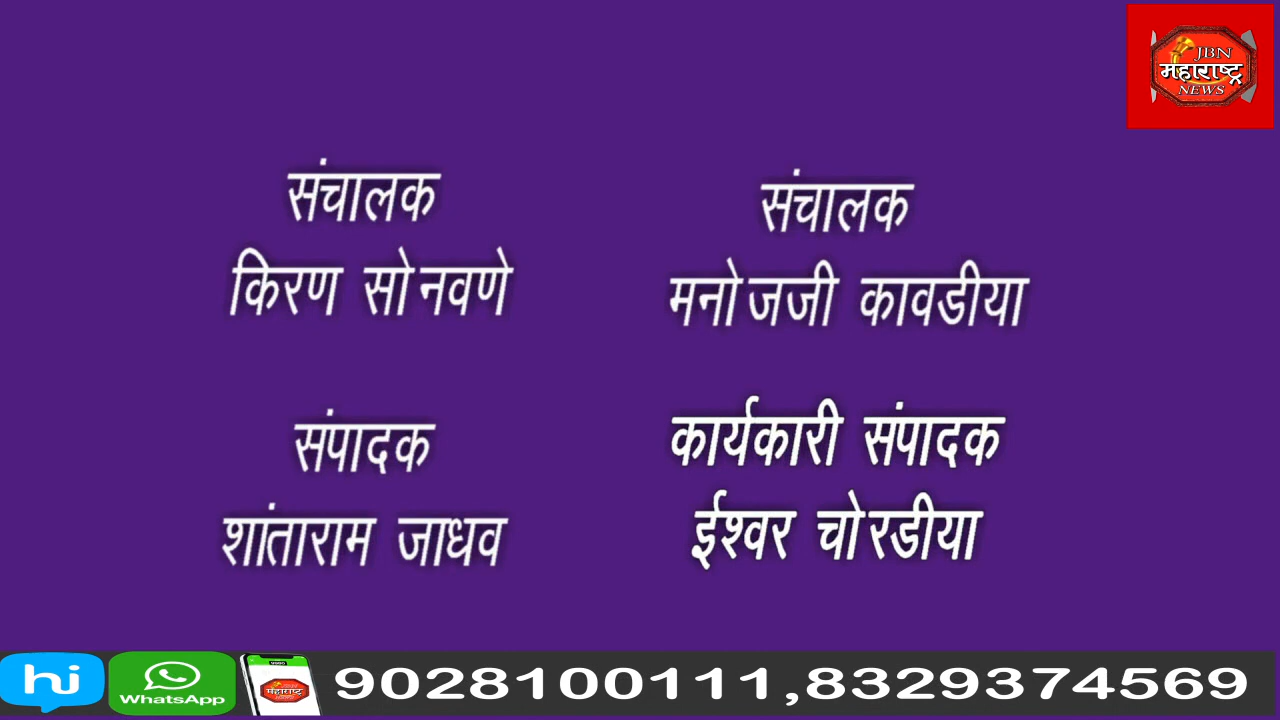 JBN
महाराष्ट्र
NEWS
संचालक
किरण सोनवणे
संचालक
मनोजजी कावडीया
संपादक
शांताराम जाधव
कार्यकारी संपादक
ईश्वर चोरडीया
hi
WhatsApp
महाराष्ट्र
9028100111,8329374569